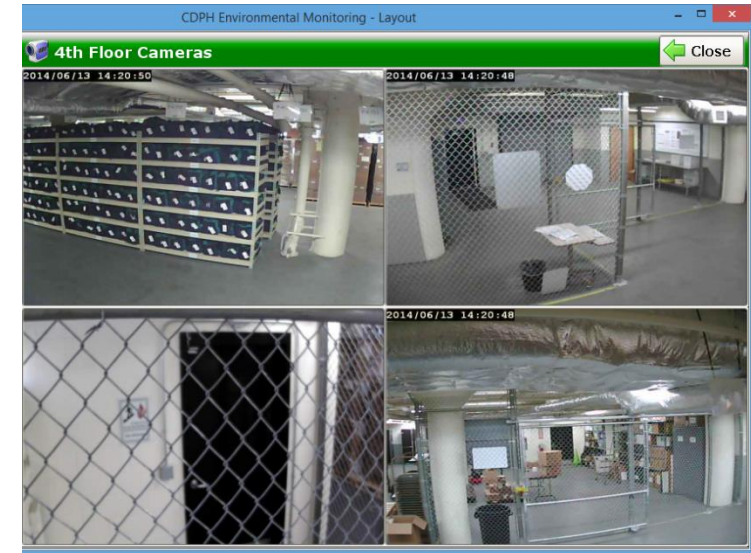 CDPH Environmental Monitoring - Layout
4th Floor Cameras
Close
2014/06/13 14:20:50
2014/06/13 14:20:48
2014/06/13 14:20:48